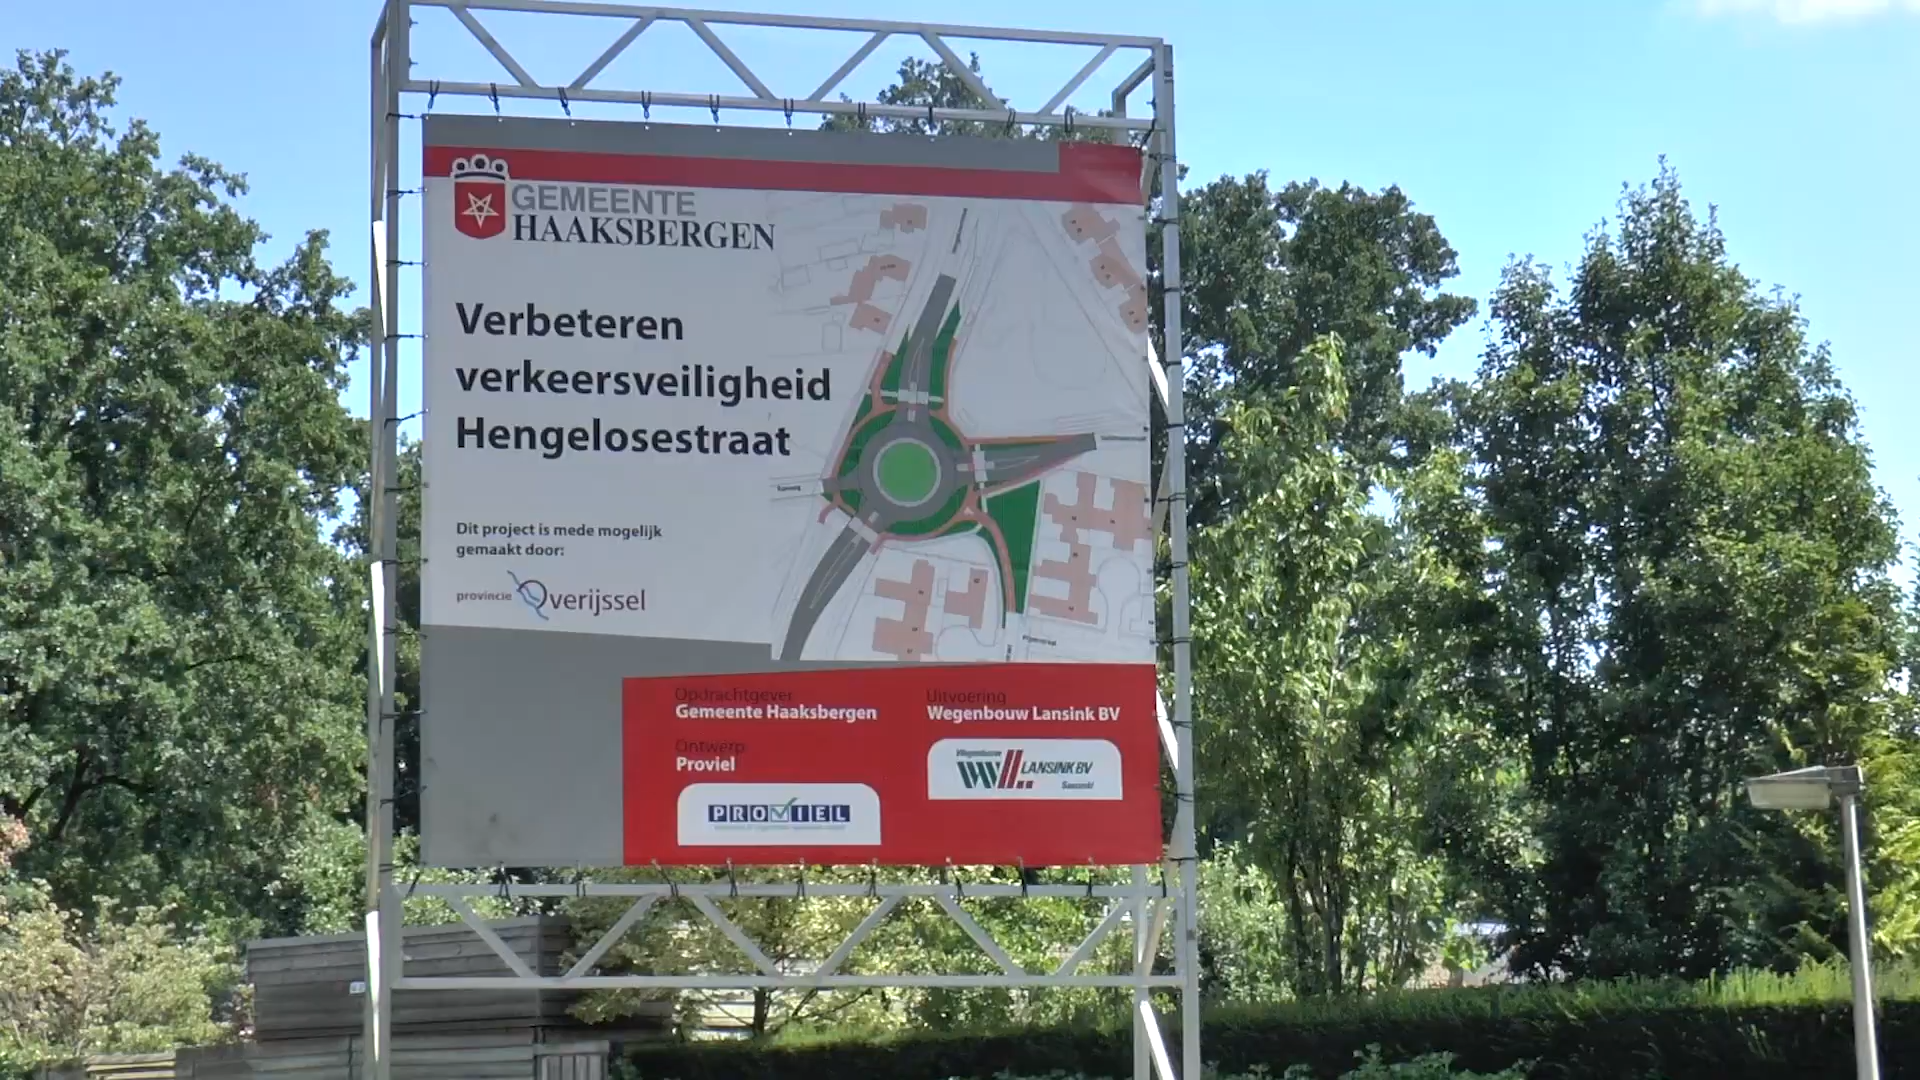 GEMEENTE
HAAKSBERGEN
Verbeteren
verkeersveiligheid
Hengelosestraat
Dit project is mede mogelijk
gemaakt door:
provincie Overijssel
Opdrachtgever
Gemeente Haaksbergen
Ontwerp
Proviel
PROVIEL
Uitvoering
Wegenbouw Lansink BV
Wegenbouw
LANSINK BV